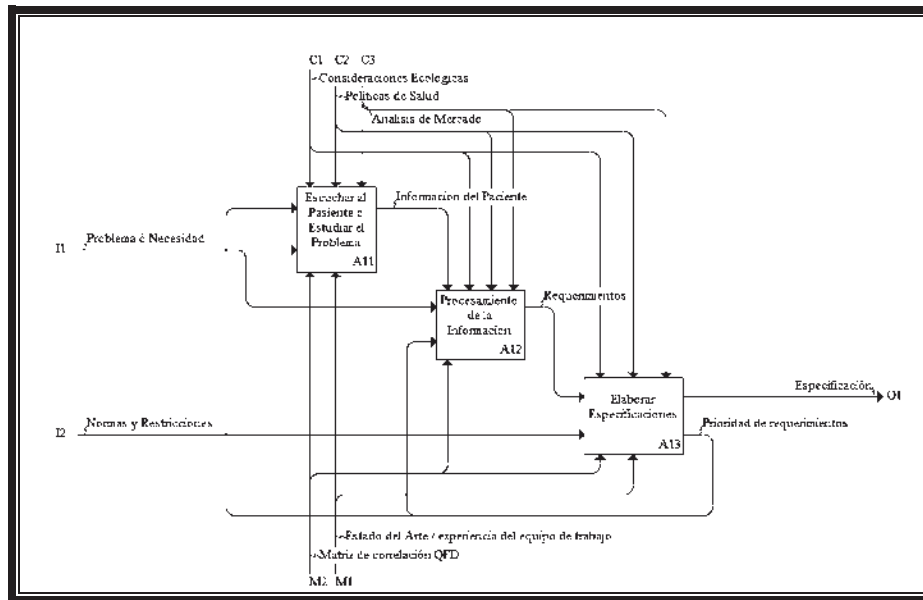 C1 C2 C3
Consideraciones Ecologicas
Politicas de Salud
Analisis de Mercado
Escuchar al
Pasiente o
Estudiar el
Problema
A11
Informacion del Paciente
I1
Problema ó Necesidad
Procesamiento
de la
Informacion
A12
Requerimientos
Elaborar
Especificaciones
A13
Especificación
O1
Prioridad de requerimientos
I2
Normas y Restricciones
Estado del Arte / experiencia del equipo de trabajo
Matriz de correlación QFD
M2 M1